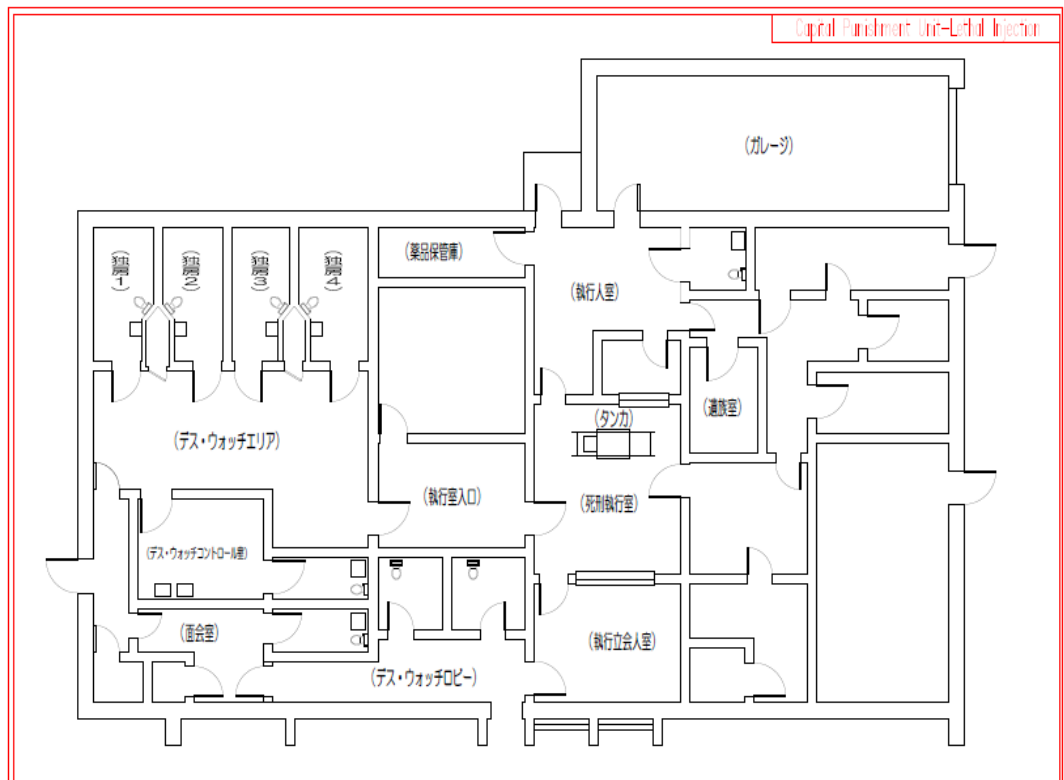 Capital Punishment Unit-Lethal Injection
(ガレージ)
(独房1)
(独房2)
(独房3)
(独房4)
(薬品保管庫)
(執行人室)
(遺族室)
(タンカ)
(デス・ウォッチエリア)
(執行室入口)
(死刑執行室)
(デス・ウォッチコントロール室)
(面会室)
(執行立会人室)
(デス・ウォッチロビー)